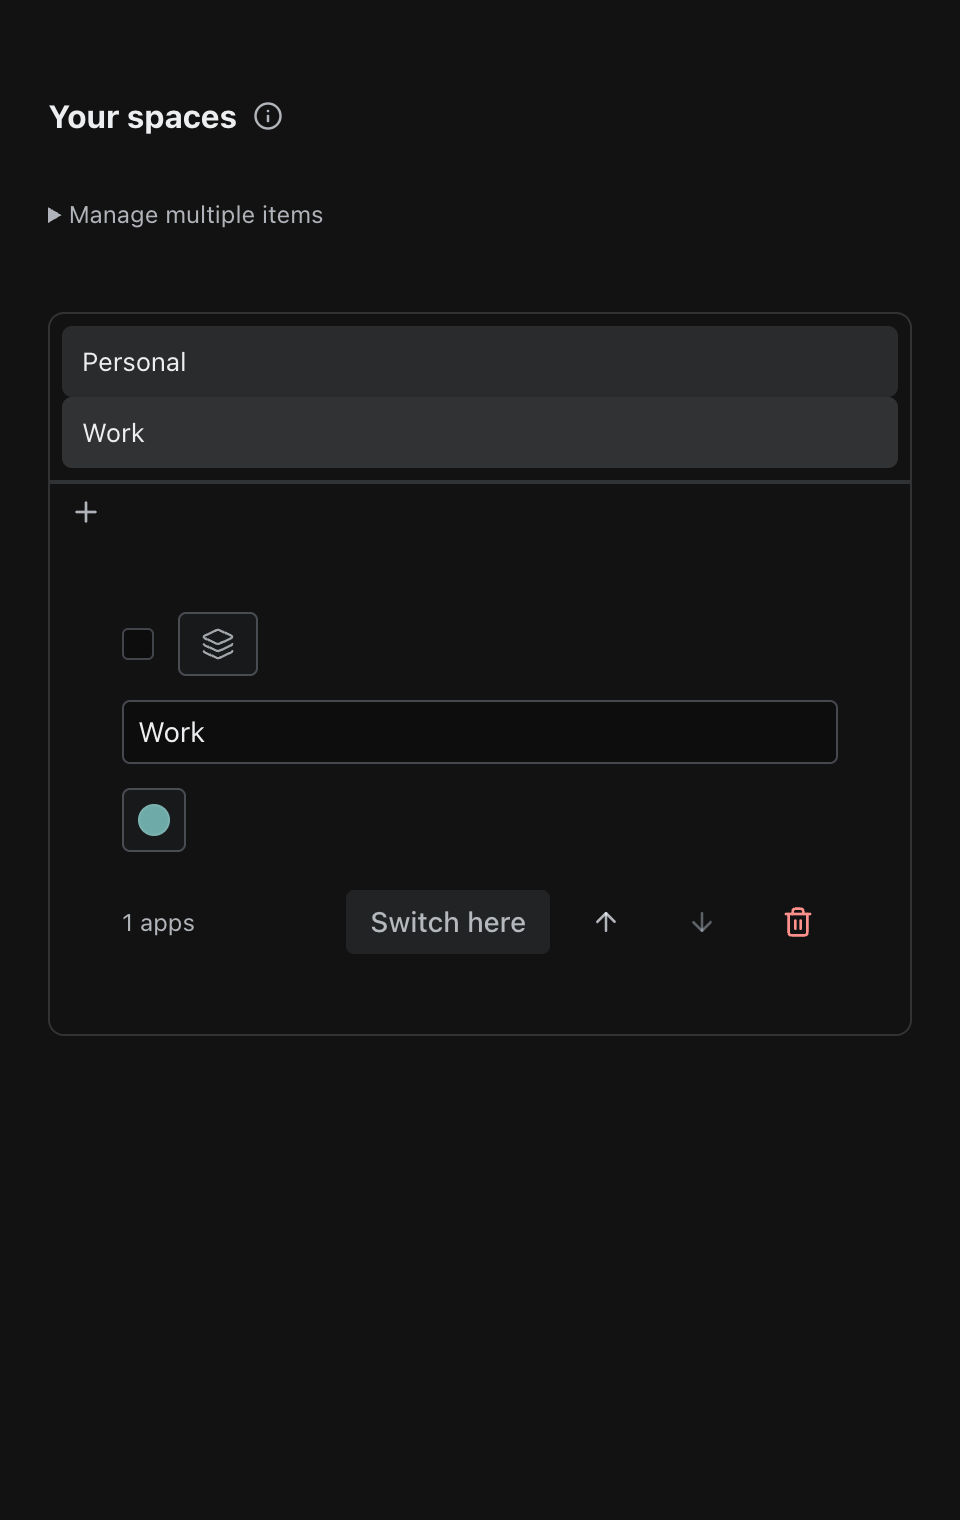 Your spaces
Manage multiple items
Personal
Work
Work
1 apps
Switch here